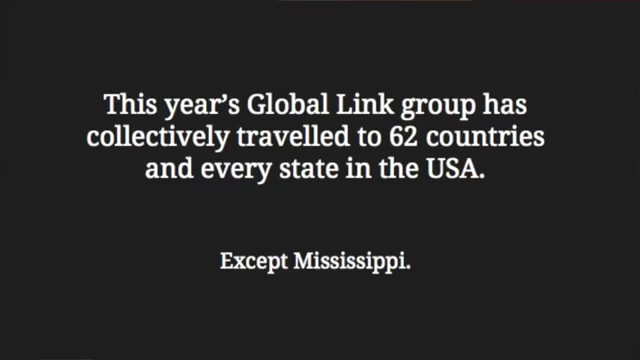 This year’s Global Link group has
collectively travelled to 62 countries
and every state in the USA.
Except Mississippi.